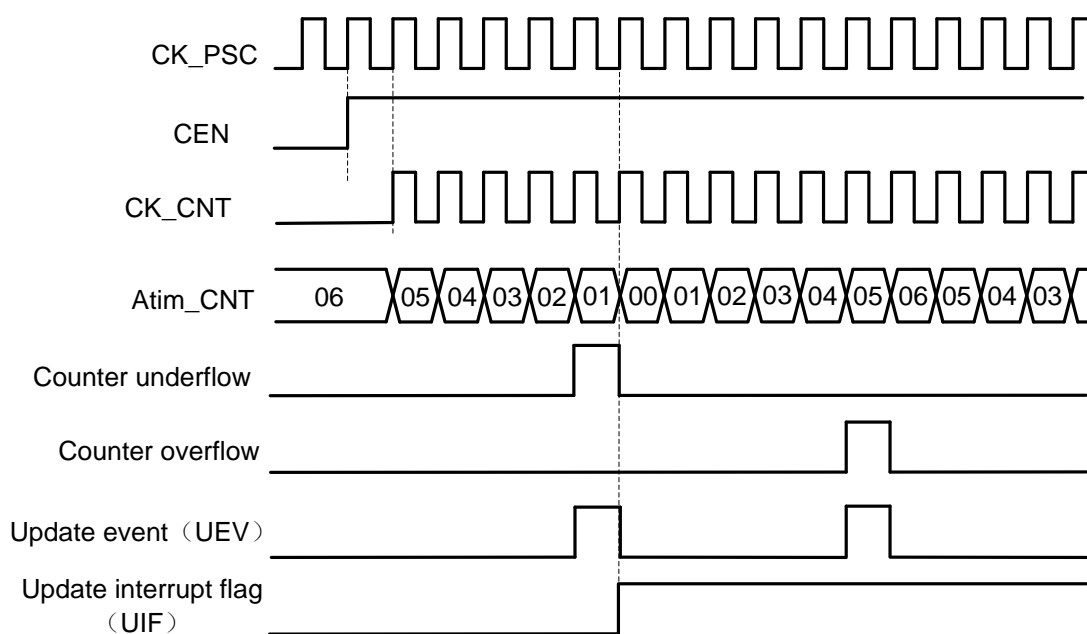 CK_PSC
CEN
CK_CNT
Atim_CNT
06 05 04 03 02 01 00 01 02 03 04 05 06 05 04 03
Counter underflow
Counter overflow
Update event（UEV）
Update interrupt flag
（UIF）